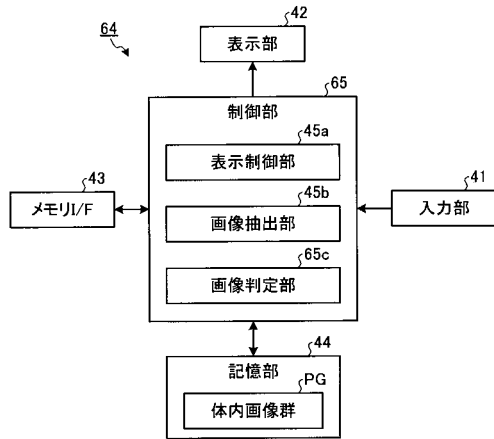 64
42
表示部
65
制御部
45a
表示制御部
43
メモリI/F
45b
画像抽出部
41
入力部
65c
画像判定部
44
記憶部
PG
体内画像群